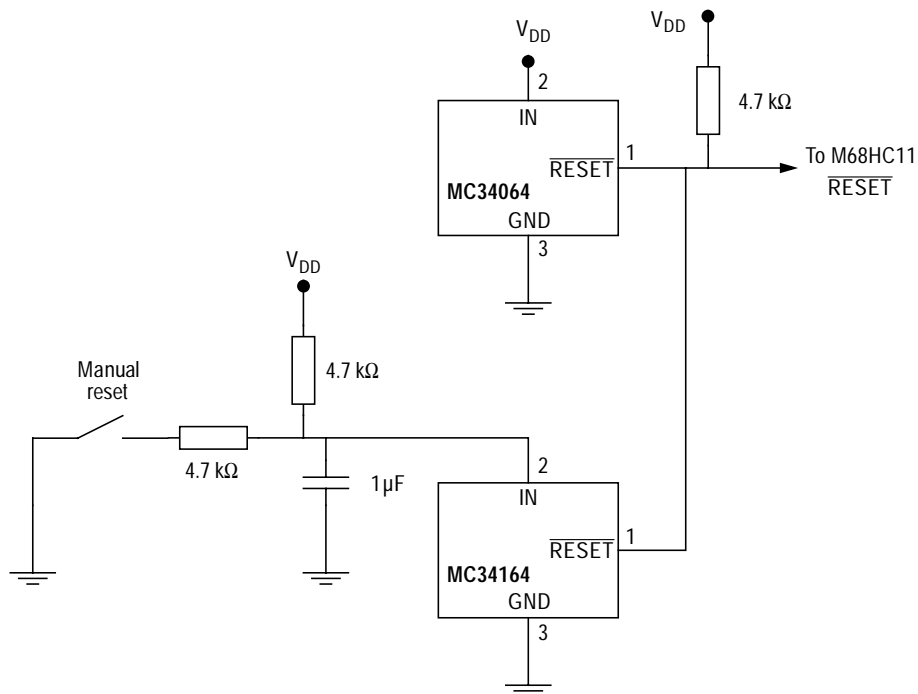 V_DD
V_DD
2
IN
4.7 kΩ
1
RESET
To M68HC11
RESET
MC34064
GND
3
V_DD
Manual
reset
4.7 kΩ
4.7 kΩ
1µF
2
IN
1
RESET
MC34164
GND
3